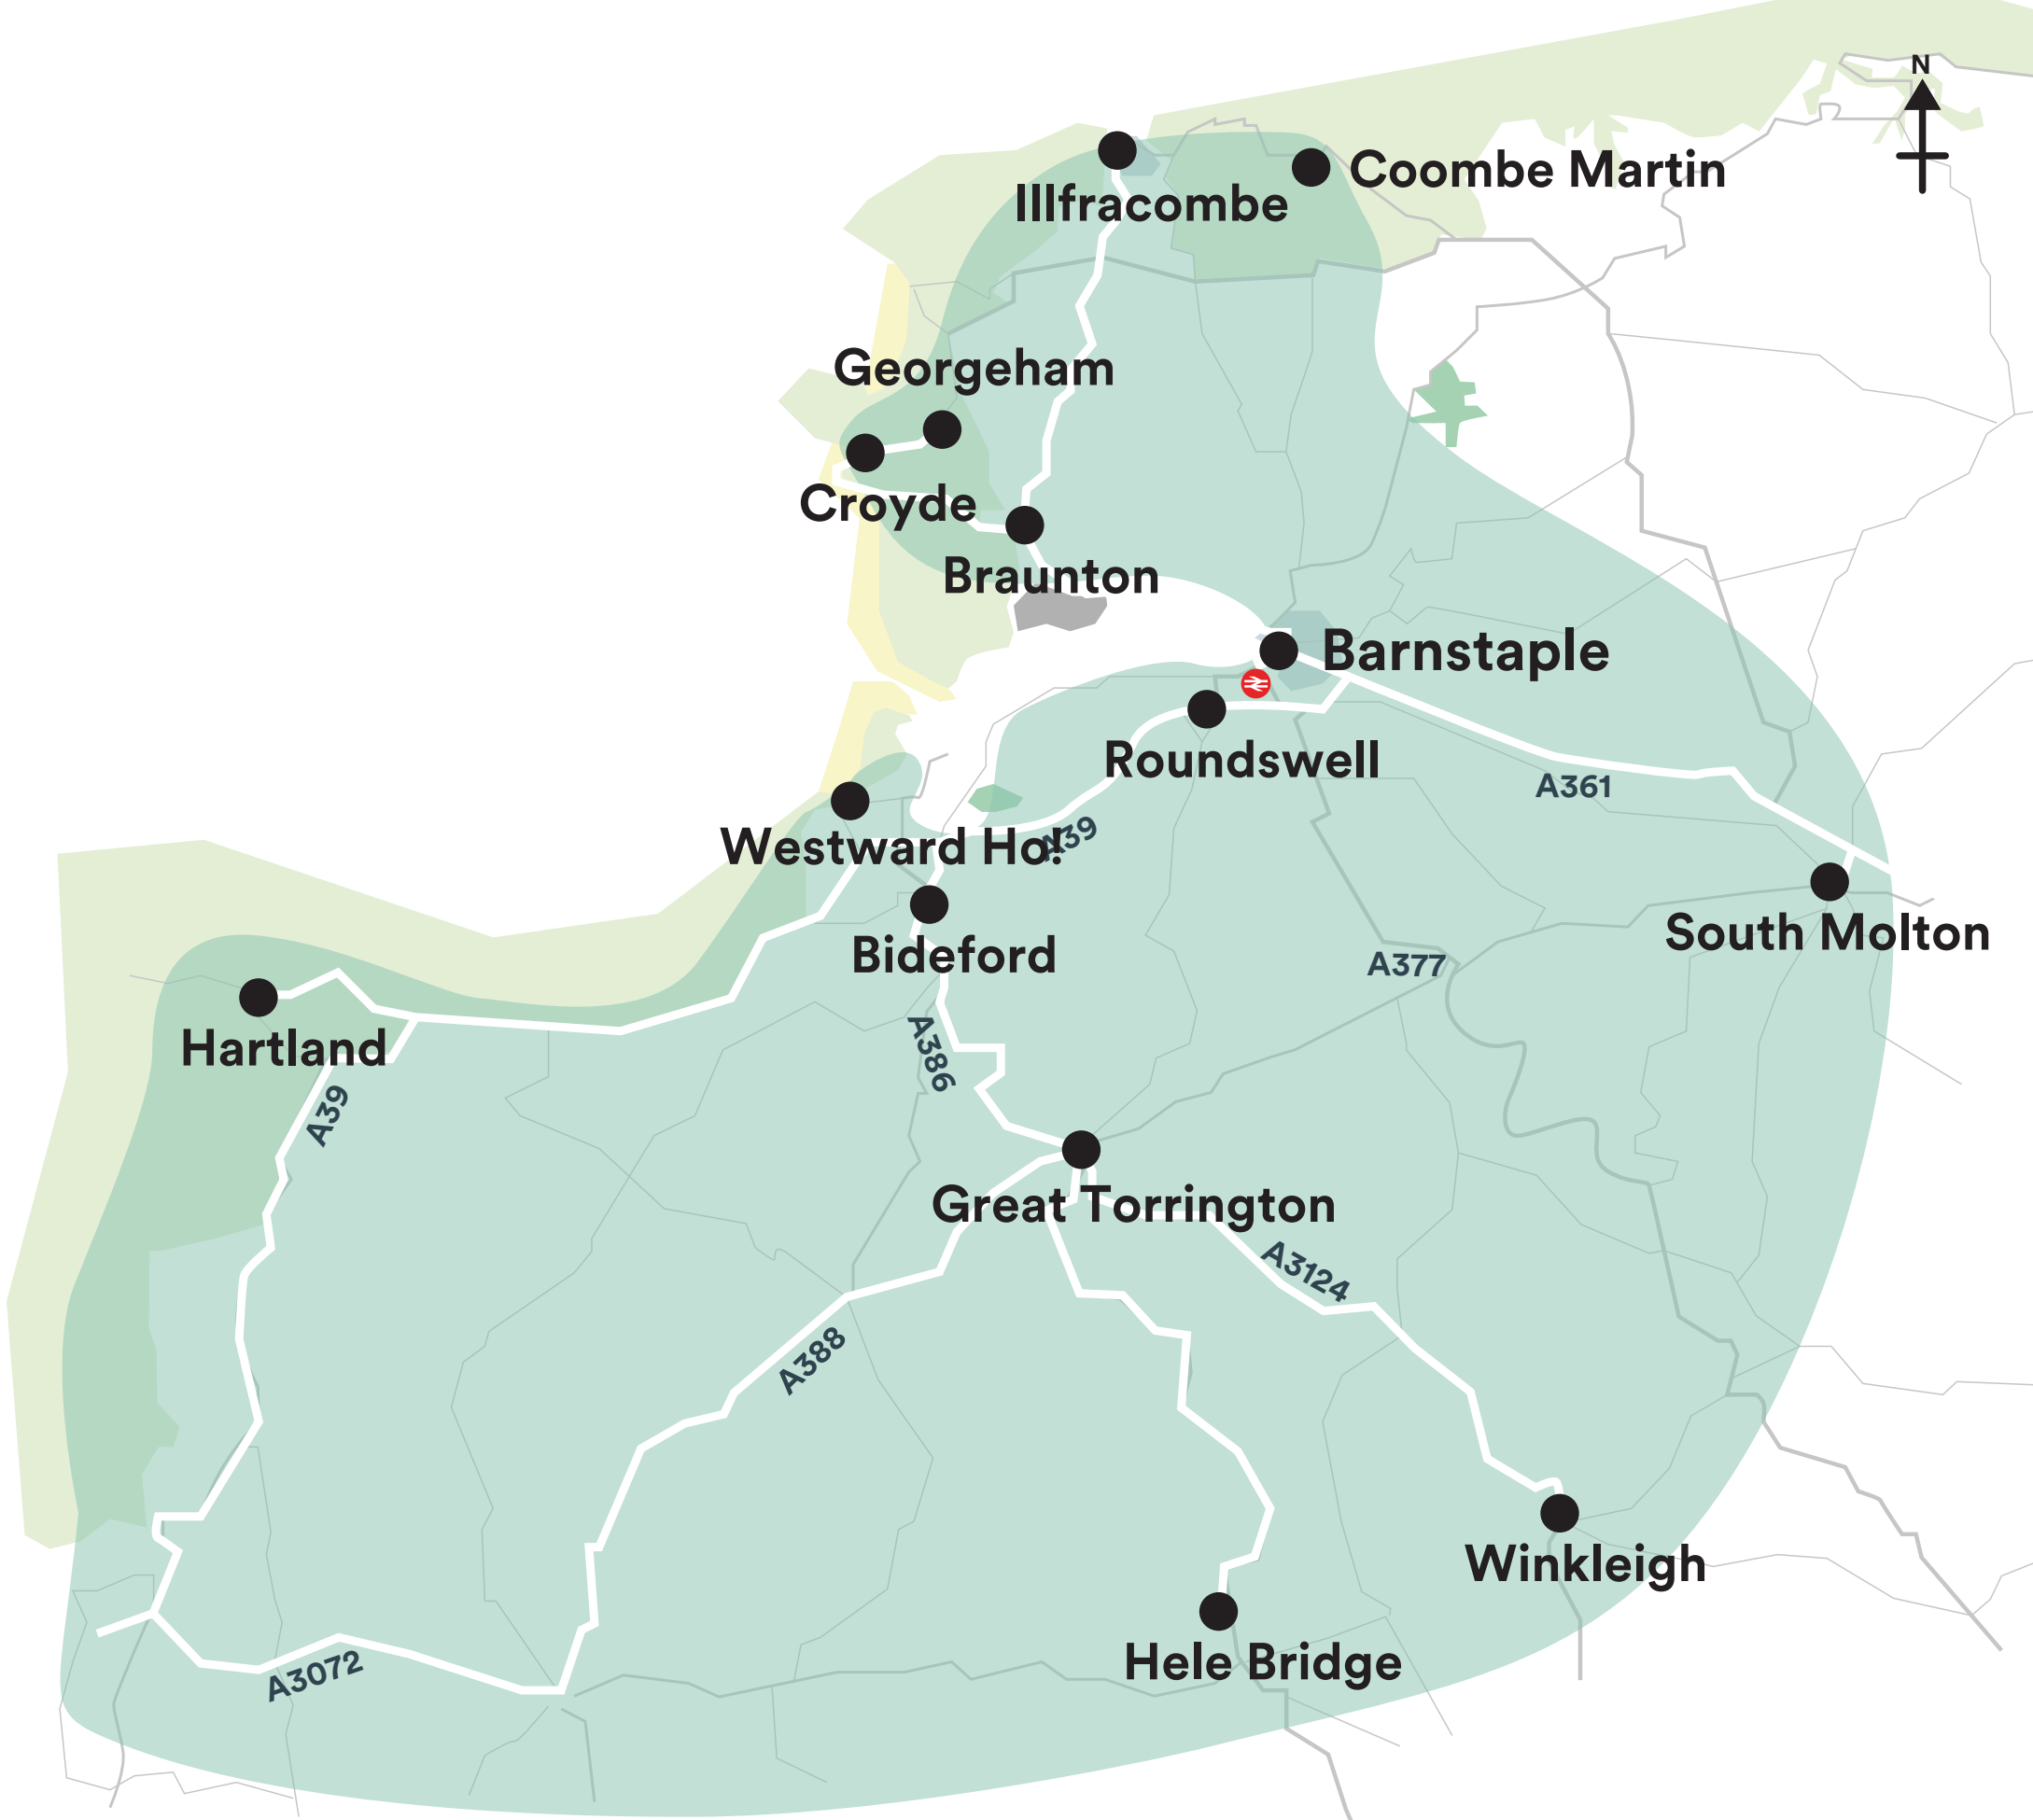 N
Coombe Martin
Illfracombe
Georgeham
Croyde
Braunton
Barnstaple
Roundswell
A361
A39
Westward Ho!
South Molton
Bideford
A377
Hartland
A386
A39
Great Torrington
A3124
A388
Winkleigh
Hele Bridge
A3072